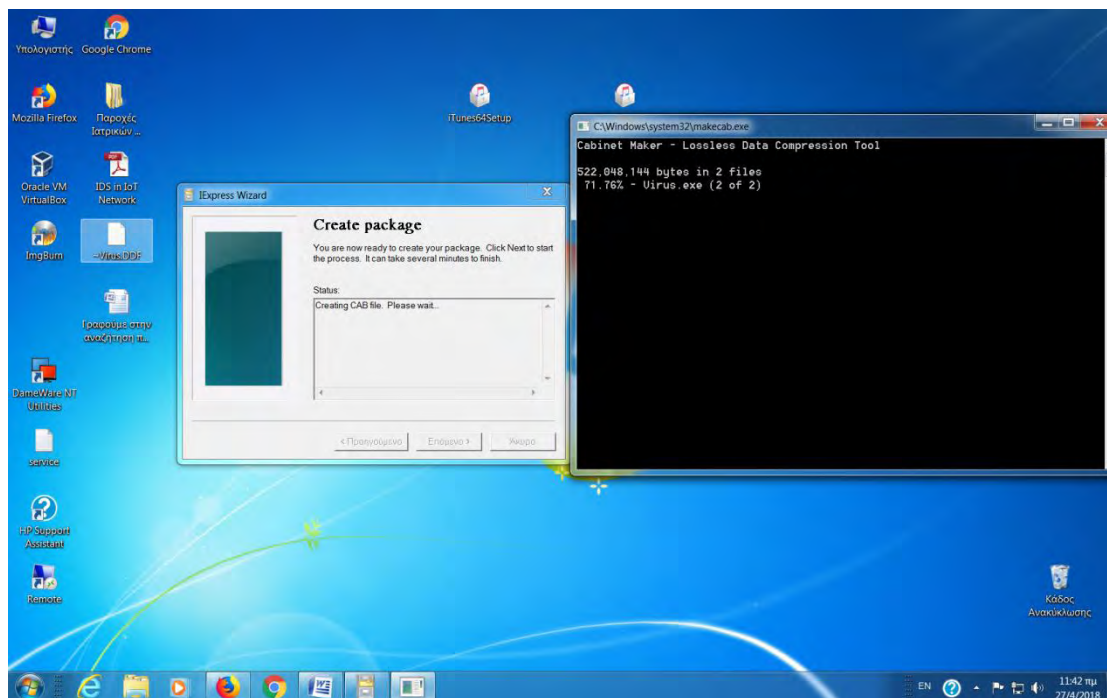 Υπολογιστής
Google Chrome
Mozilla Firefox
Παροχές
Ιατρικών ...
iTunes64Setup
Oracle VM
VirtualBox
IDS in IoT
Network
ImgBurn
~Virus.DDF
Γραφουμε στην
αναζήτηση π...
DameWare NT
Utilities
service
HP Support
Assistant
Remote
IExpress Wizard
Create package
You are now ready to create your package. Click Next to start
the process. It can take several minutes to finish.
Status:
Creating CAB file. Please wait...
< Προηγούμενο
Επόμενο >
Άκυρο
C:\Windows\system32\makecab.exe
Cabinet Maker - Lossless Data Compression Tool
522,048,144 bytes in 2 files
71.76% - Virus.exe (2 of 2)
Κάδος
Ανακύκλωσης
EN
11:42 πμ
27/4/2018